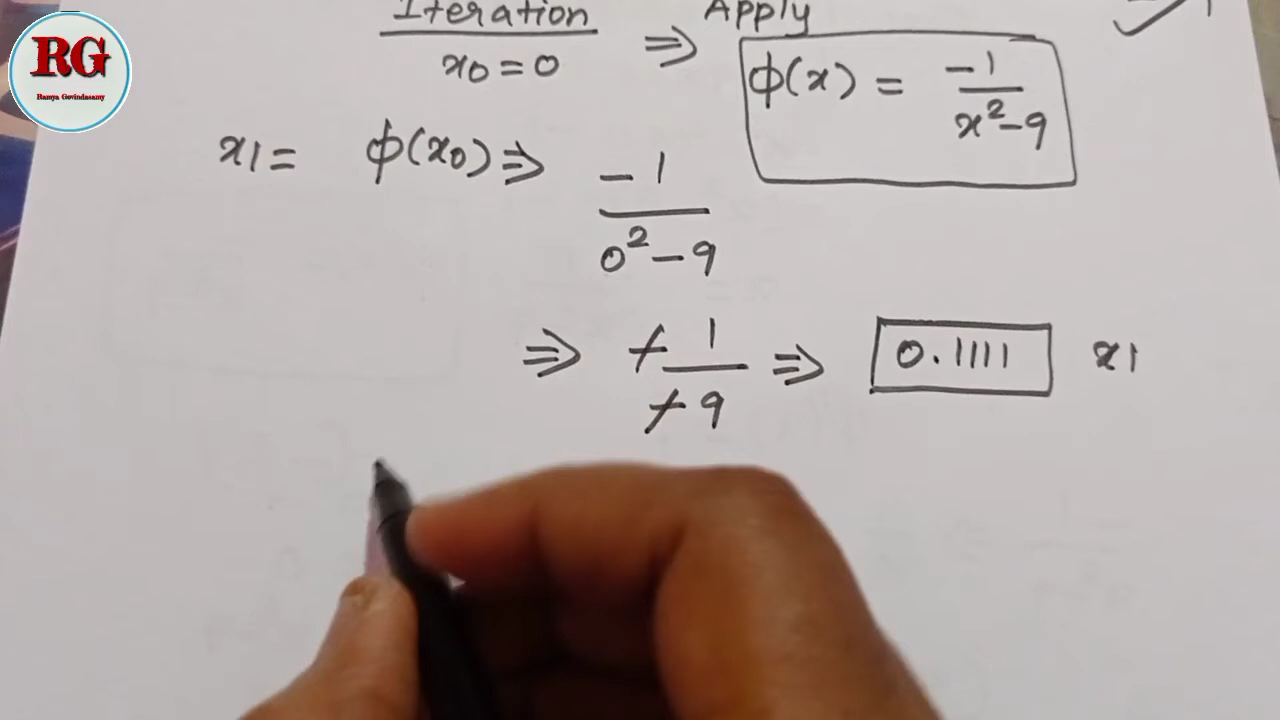 RG
Ramya Govindasamy
Iteration
x0 = 0 ⇒ Apply
ϕ(x) = -1/(x²-9)
x1 = ϕ(x0) ⇒ -1/(0²-9)
⇒ -1/-9 ⇒ 0.1111 x1